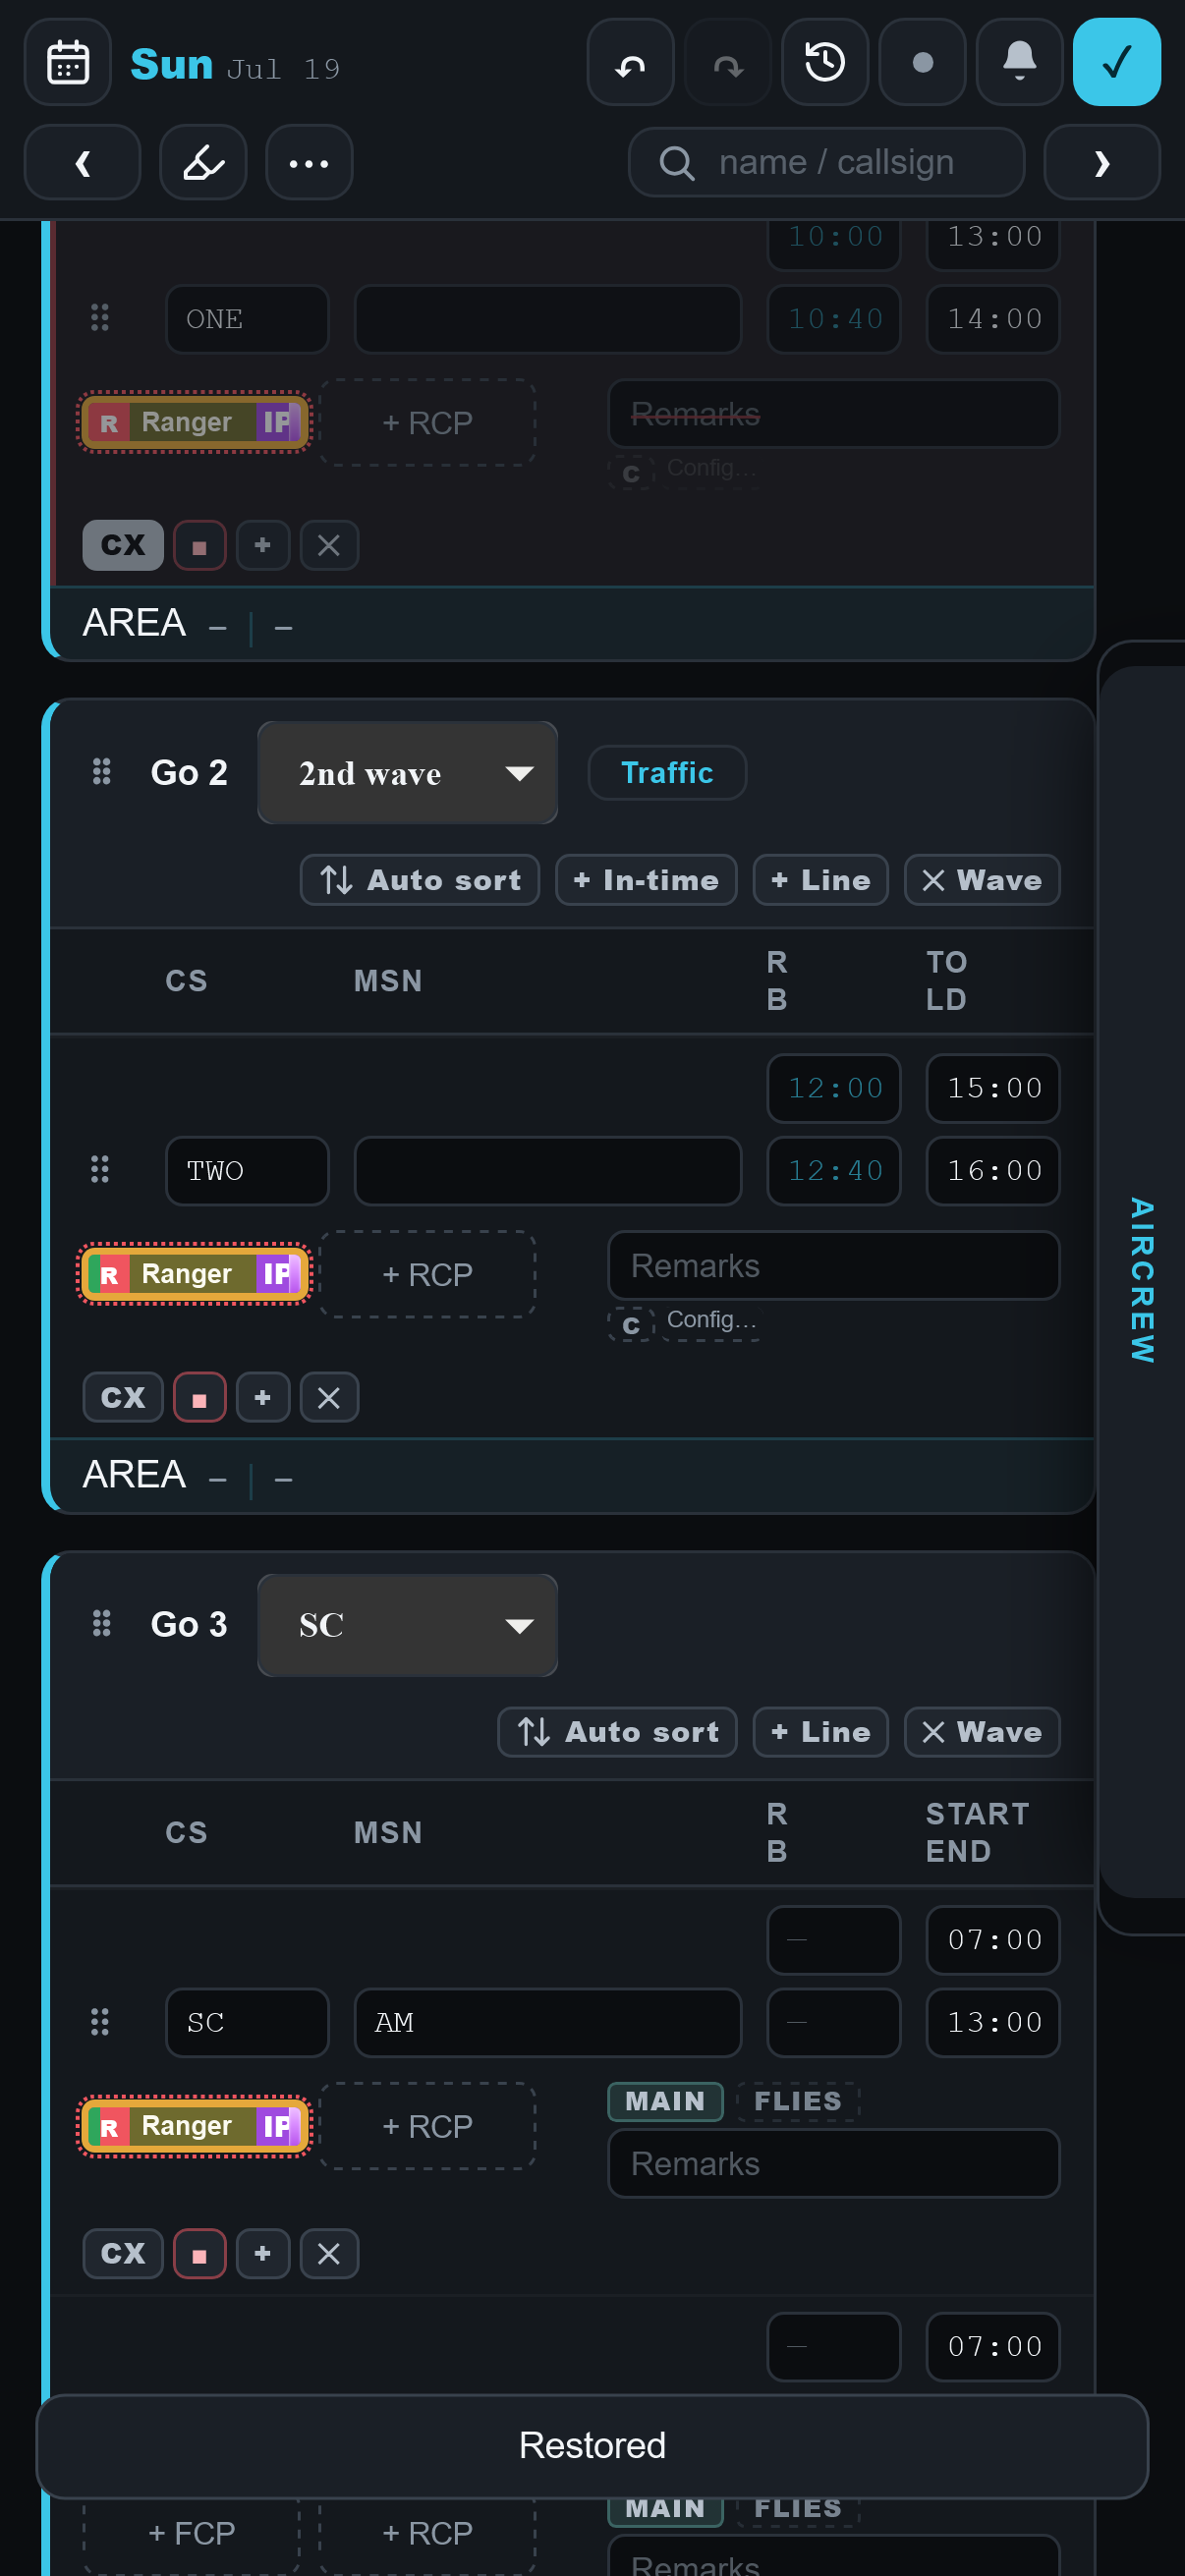 Sun Jul 19
name / callsign
10:00 13:00
ONE 10:40 14:00
R Ranger IP + RCP Remarks
C Config...
CX + ×
AREA – | –
Go 2 2nd wave Traffic
Auto sort + In-time + Line × Wave
CS MSN R TO
B LD
12:00 15:00
TWO 12:40 16:00
R Ranger IP + RCP Remarks
C Config...
CX + ×
AREA – | –
AIRCREW
Go 3 SC
Auto sort + Line × Wave
CS MSN R START
B END
— 07:00
SC AM — 13:00
MAIN FLIES
R Ranger IP + RCP Remarks
CX + ×
— 07:00
Restored
MAIN FLIES
+ FCP + RCP Remarks